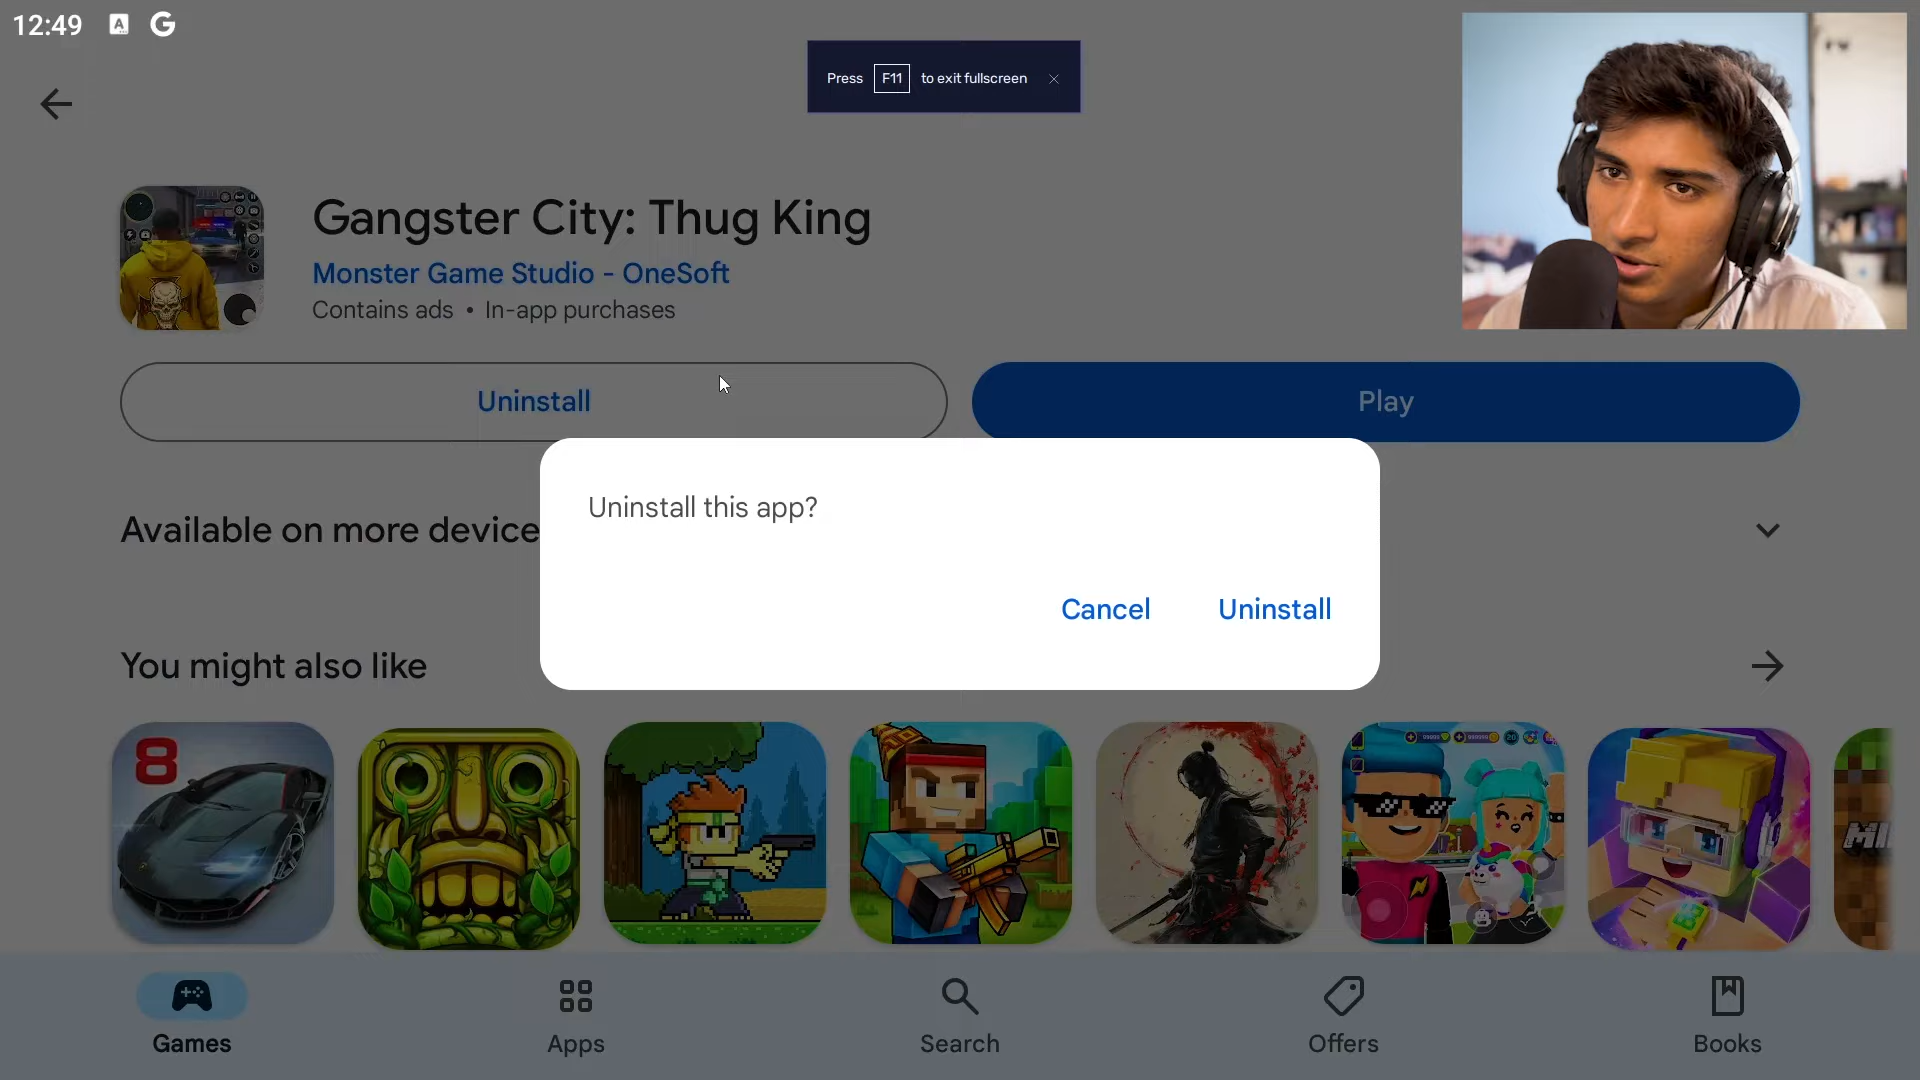 12:49
Press F11 to exit fullscreen
Gangster City: Thug King
Monster Game Studio - OneSoft
Contains ads • In-app purchases
Uninstall
Play
Uninstall this app?
Cancel
Uninstall
Available on more device
You might also like
8
Games
Apps
Search
Offers
Books